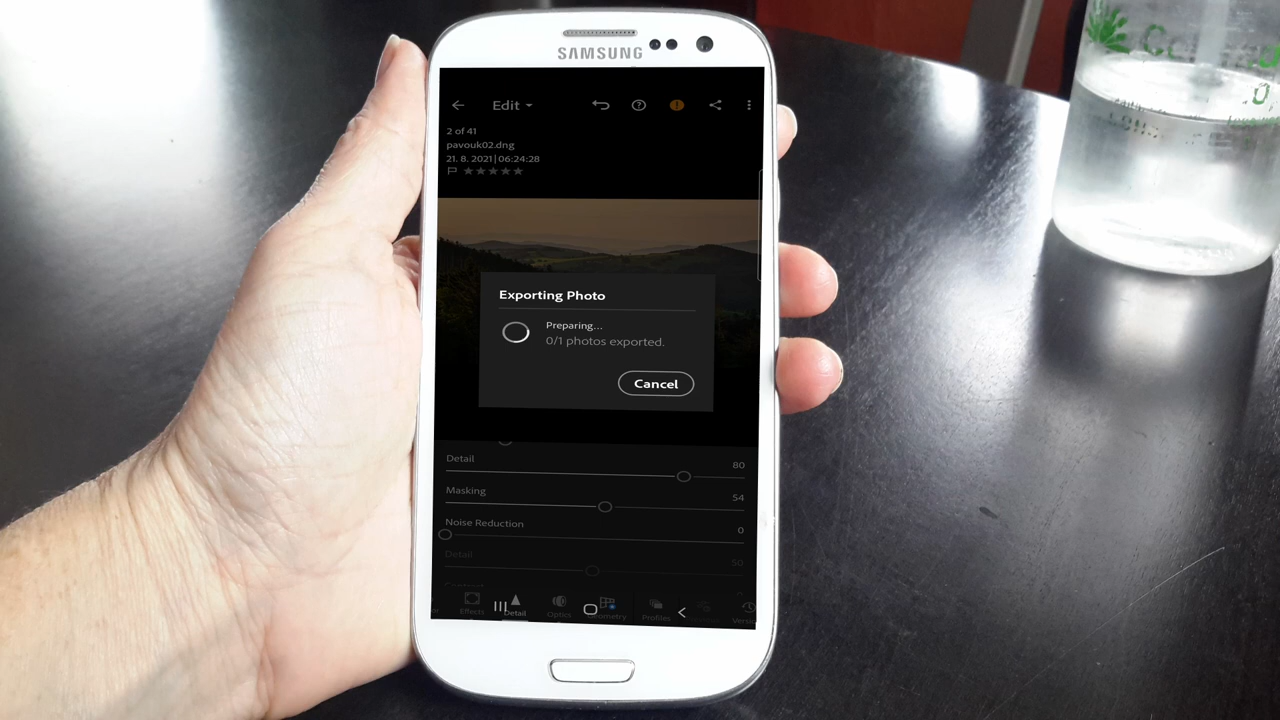 SAMSUNG
Edit
2 of 41
pavouk02.dng
21. 8. 2021 | 06:24:28
Exporting Photo
Preparing...
0/1 photos exported.
Cancel
Detail 80
Masking 54
Noise Reduction 0
Detail 50
Effects Detail Optics Geometry Profiles